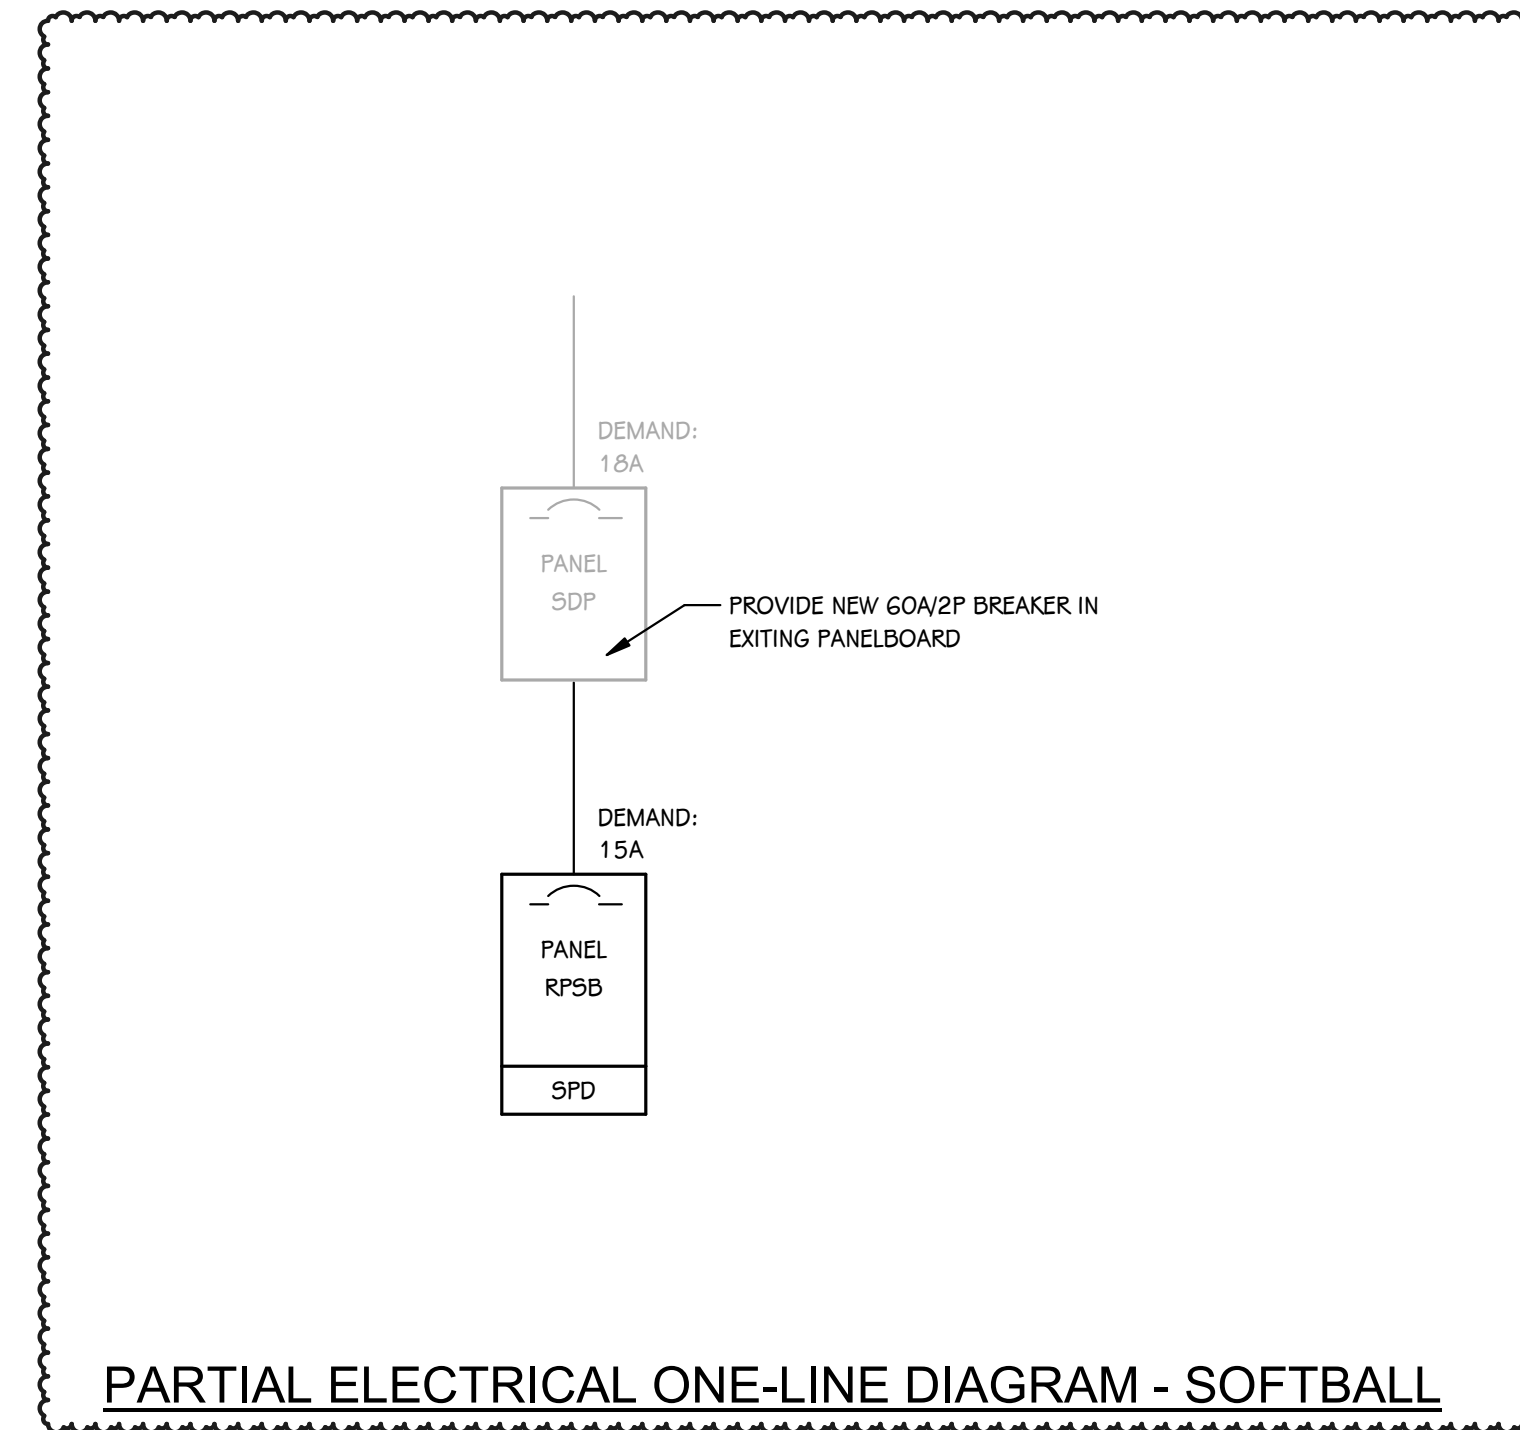 DEMAND:
18A
PANEL
SDP
PROVIDE NEW 60A/2P BREAKER IN
EXITING PANELBOARD
DEMAND:
15A
PANEL
RPSB
SPD
PARTIAL ELECTRICAL ONE-LINE DIAGRAM - SOFTBALL